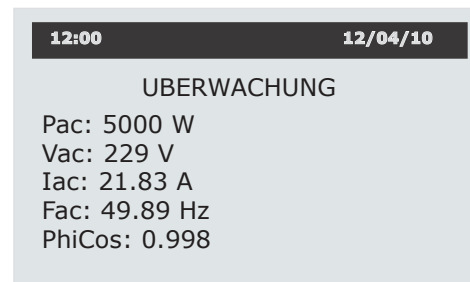 12:00 12/04/10
UBERWACHUNG
Pac: 5000 W
Vac: 229 V
Iac: 21.83 A
Fac: 49.89 Hz
PhiCos: 0.998